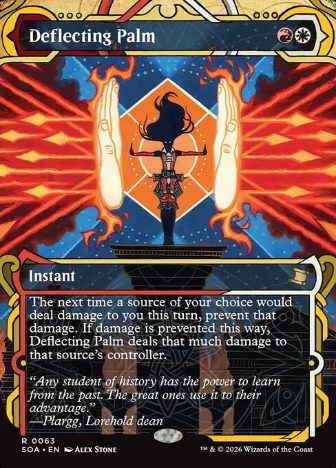 Deflecting Palm
Instant
The next time a source of your choice would
deal damage to you this turn, prevent that
damage. If damage is prevented this way,
Deflecting Palm deals that much damage to
that source's controller.
"Any student of history has the power to learn
from the past. The great ones use it to their
advantage."
—Plargg, Lorehold dean
R 0063
SOA • EN ALEX STONE
™ & © 2026 Wizards of the Coast